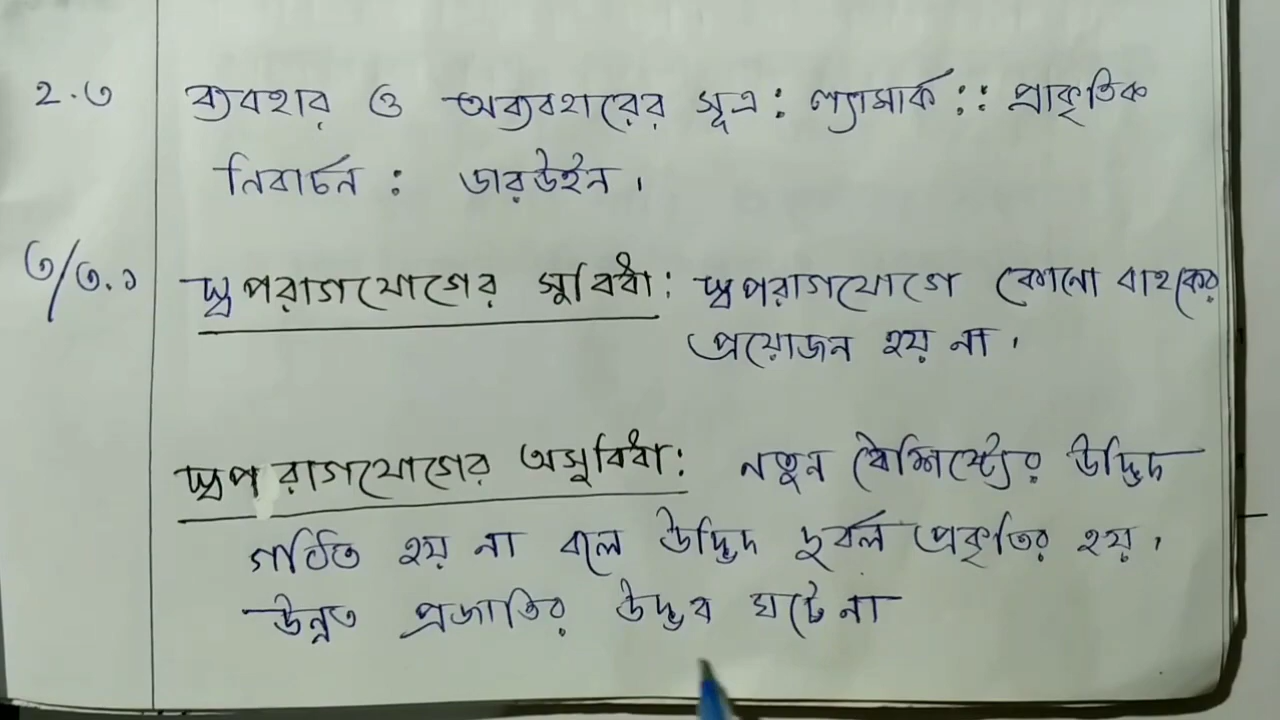 ২.৩ ব্যবহার ও অব্যবহারের সূত্র : ল্যামার্ক :: প্রাকৃতিক
নির্বাচন : ডারউইন ।
৩/৩.১ স্বপরাগযোগের সুবিধা : স্বপরাগযোগে কোনো বাহকের
প্রয়োজন হয় না ।
স্বপরাগযোগের অসুবিধা : নতুন বৈশিষ্ট্যের উদ্ভিদ
গঠিত হয় না বলে উদ্ভিদ দুর্বল প্রকৃতির হয় ।
উন্নত প্রজাতির উদ্ভব ঘটে না